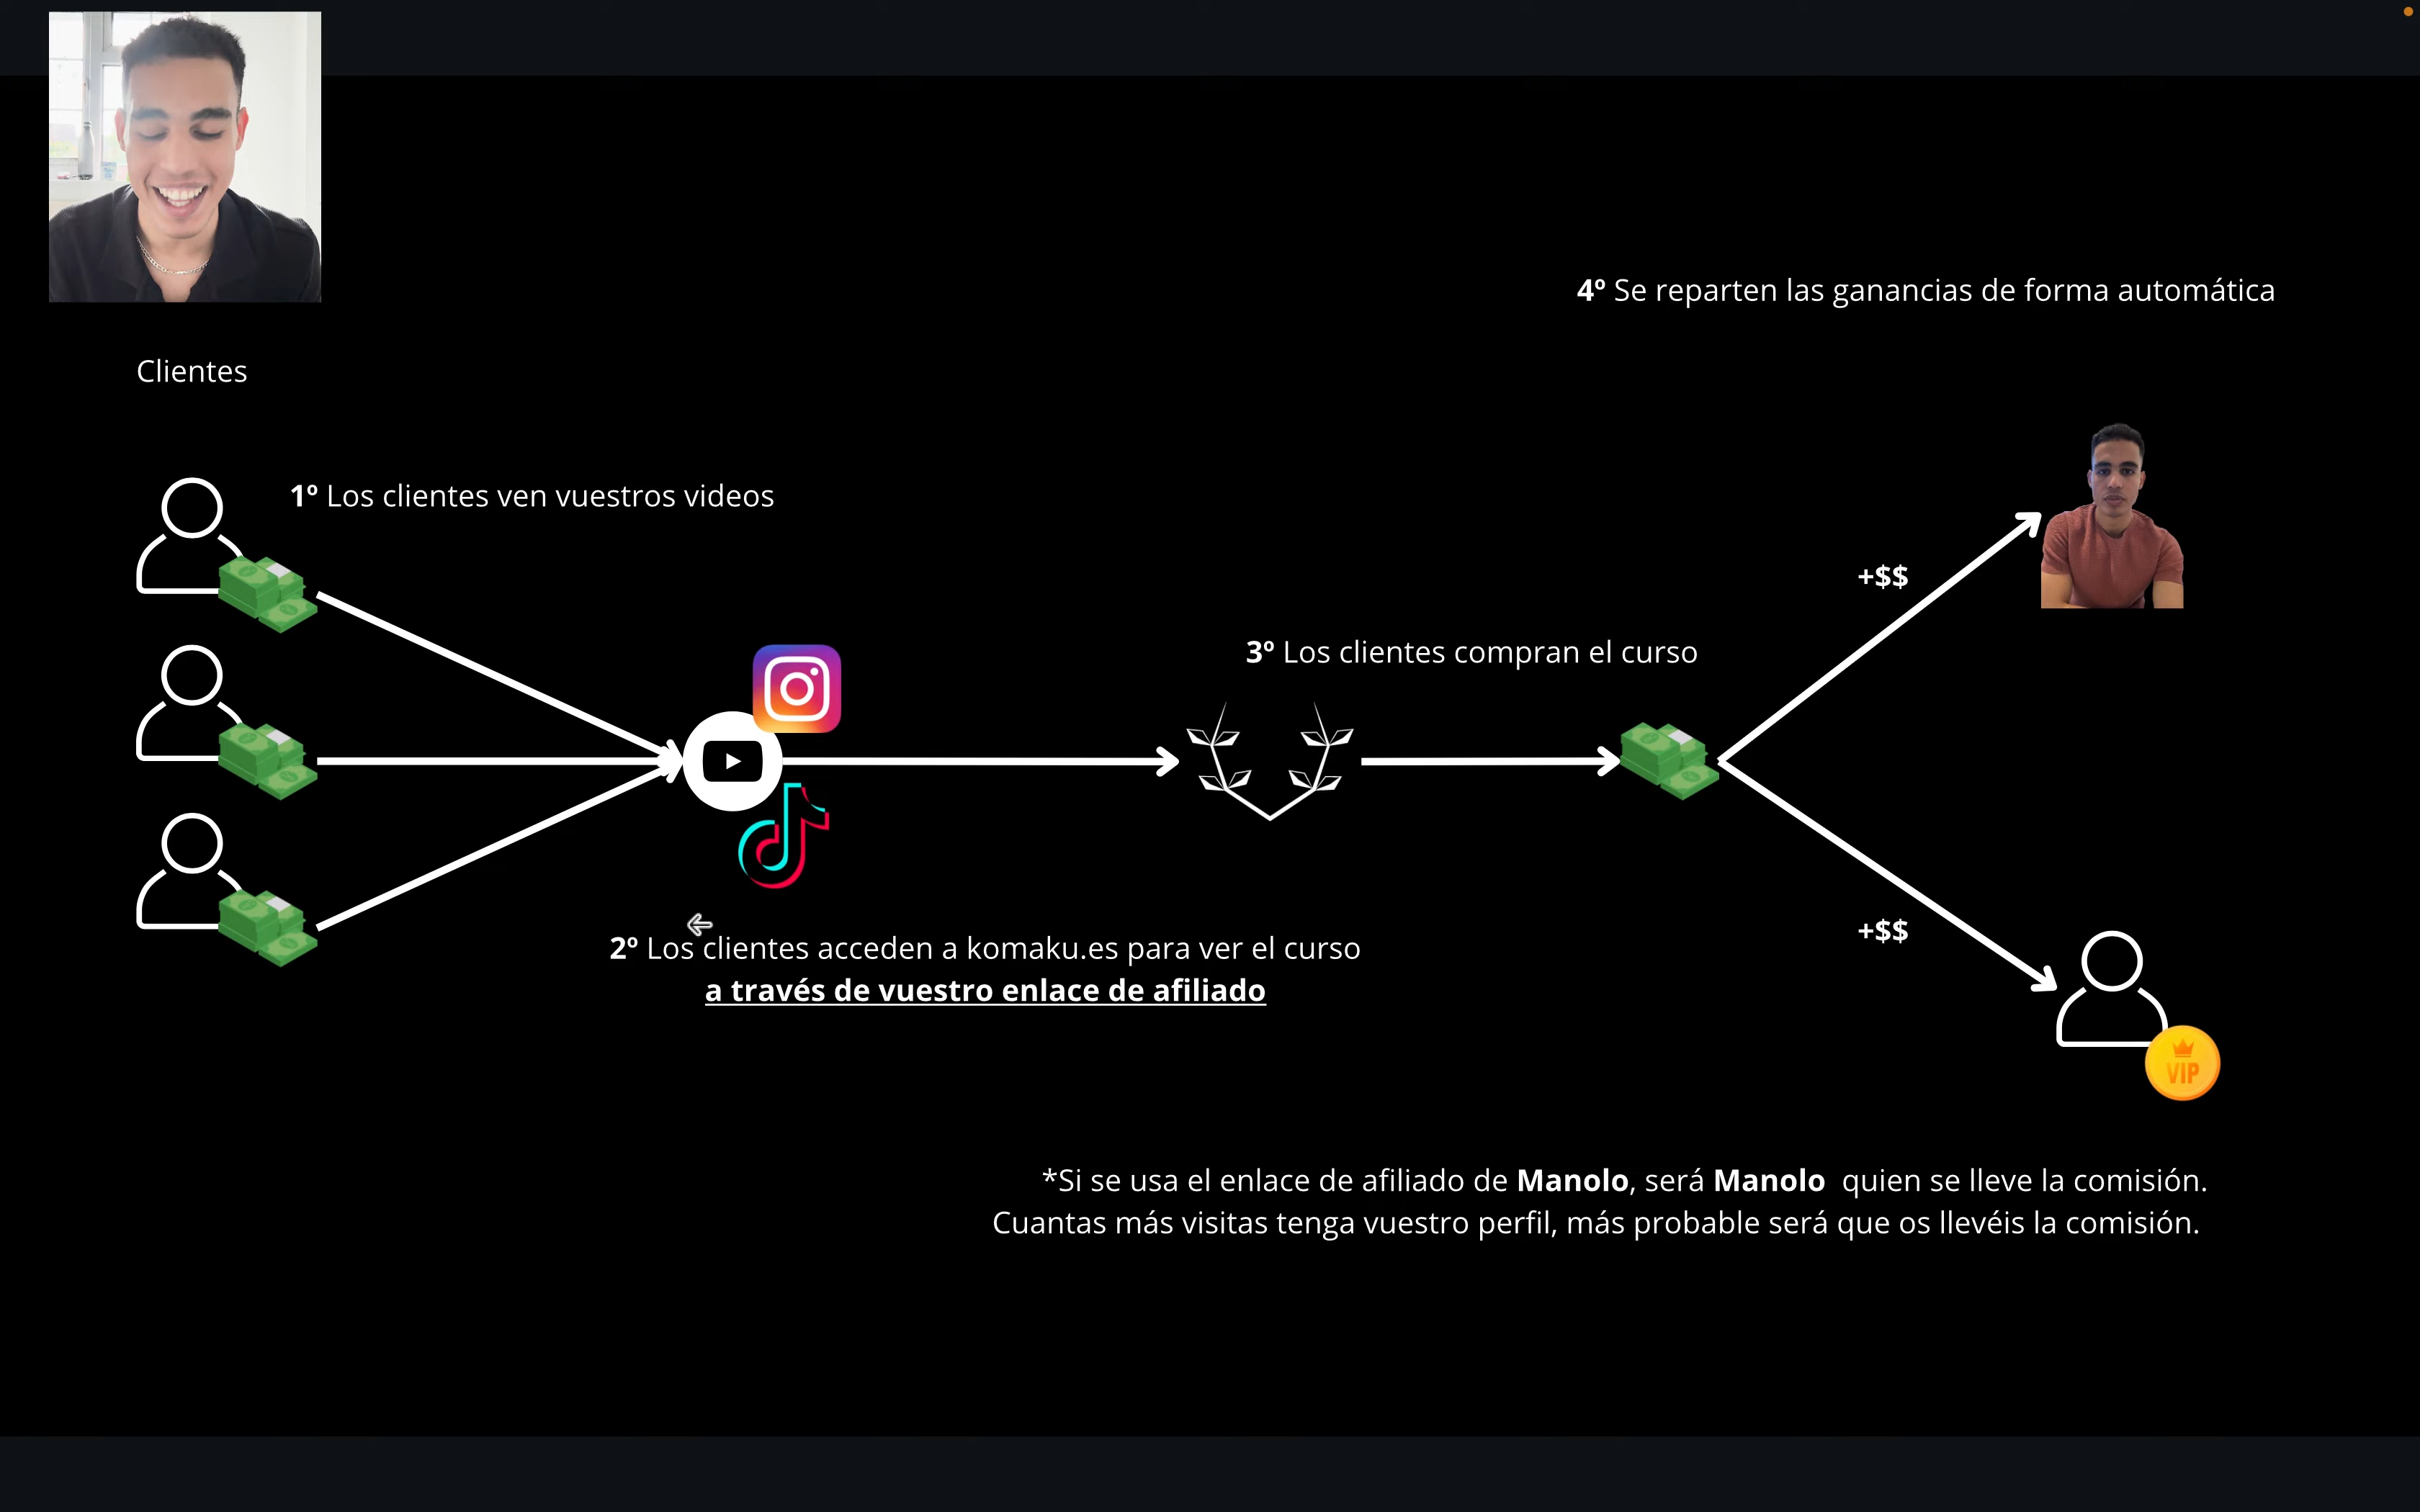 4º Se reparten las ganancias de forma automática
Clientes
1º Los clientes ven vuestros videos
+$$
3º Los clientes compran el curso
2º Los clientes acceden a komaku.es para ver el curso
a través de vuestro enlace de afiliado
+$$
VIP
*Si se usa el enlace de afiliado de Manolo, será Manolo quien se lleve la comisión.
Cuantas más visitas tenga vuestro perfil, más probable será que os llevéis la comisión.